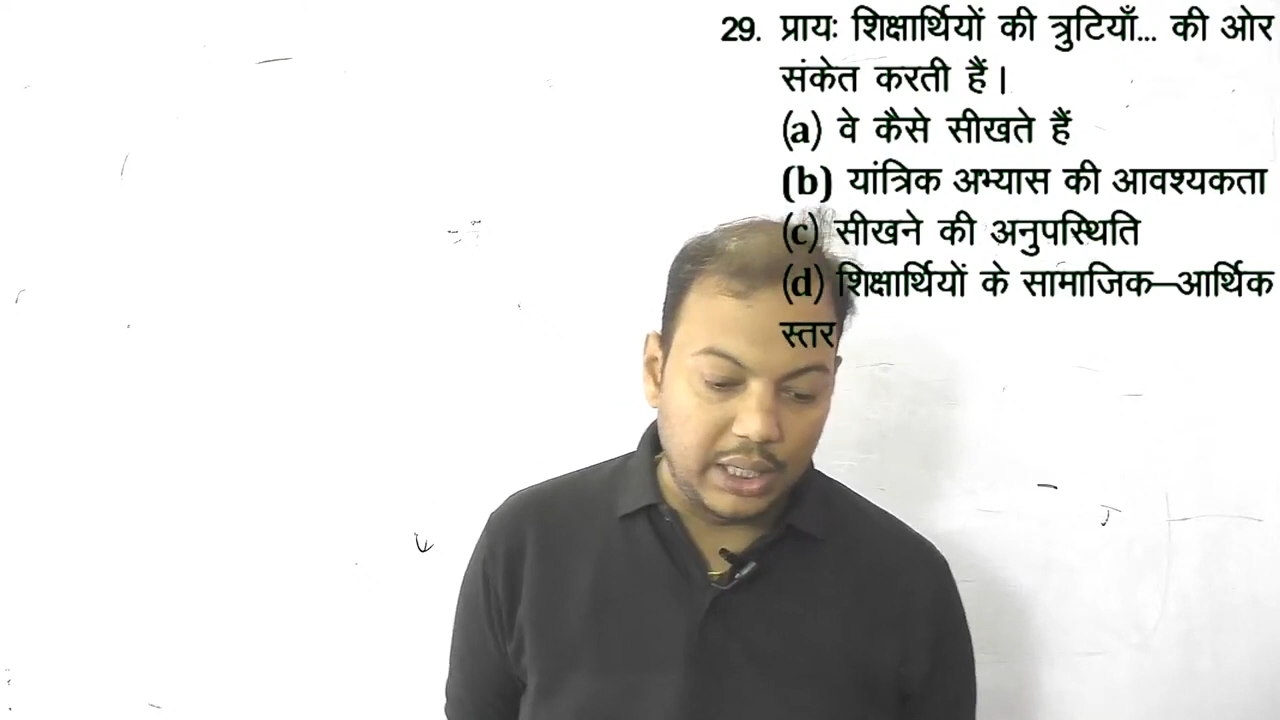 29. प्रायः शिक्षार्थियों की त्रुटियाँ... की ओर
संकेत करती हैं।
(a) वे कैसे सीखते हैं
(b) यांत्रिक अभ्यास की आवश्यकता
(c) सीखने की अनुपस्थिति
(d) शिक्षार्थियों के सामाजिक–आर्थिक
स्तर